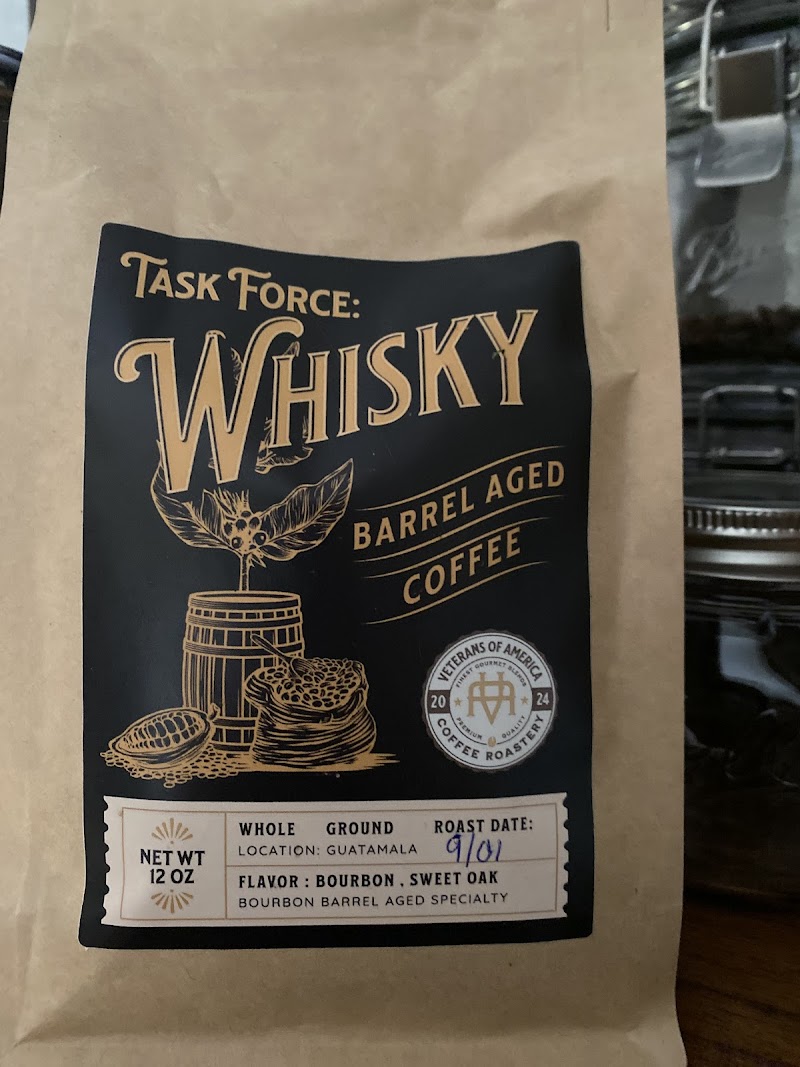 TASK FORCE:
WHISKY
BARREL AGED
COFFEE
VETERANS OF AMERICA
FINEST GOURMET BLENDS
20 24
PREMIUM QUALITY
COFFEE ROASTERY
NET WT
12 OZ
WHOLE GROUND ROAST DATE:
LOCATION: GUATAMALA 9/01
FLAVOR : BOURBON , SWEET OAK
BOURBON BARREL AGED SPECIALTY